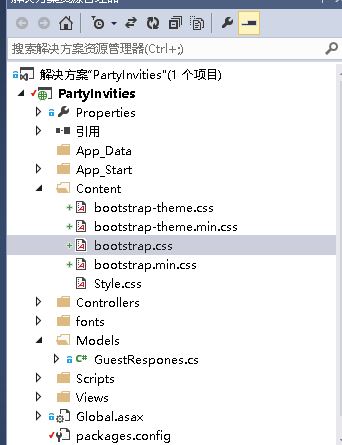 搜索解决方案资源管理器(Ctrl+;)
解决方案"PartyInvities"(1 个项目)
PartyInvities
Properties
引用
App_Data
App_Start
Content
bootstrap-theme.css
bootstrap-theme.min.css
bootstrap.css
bootstrap.min.css
Style.css
Controllers
fonts
Models
C# GuestRespones.cs
Scripts
Views
Global.asax
packages.config